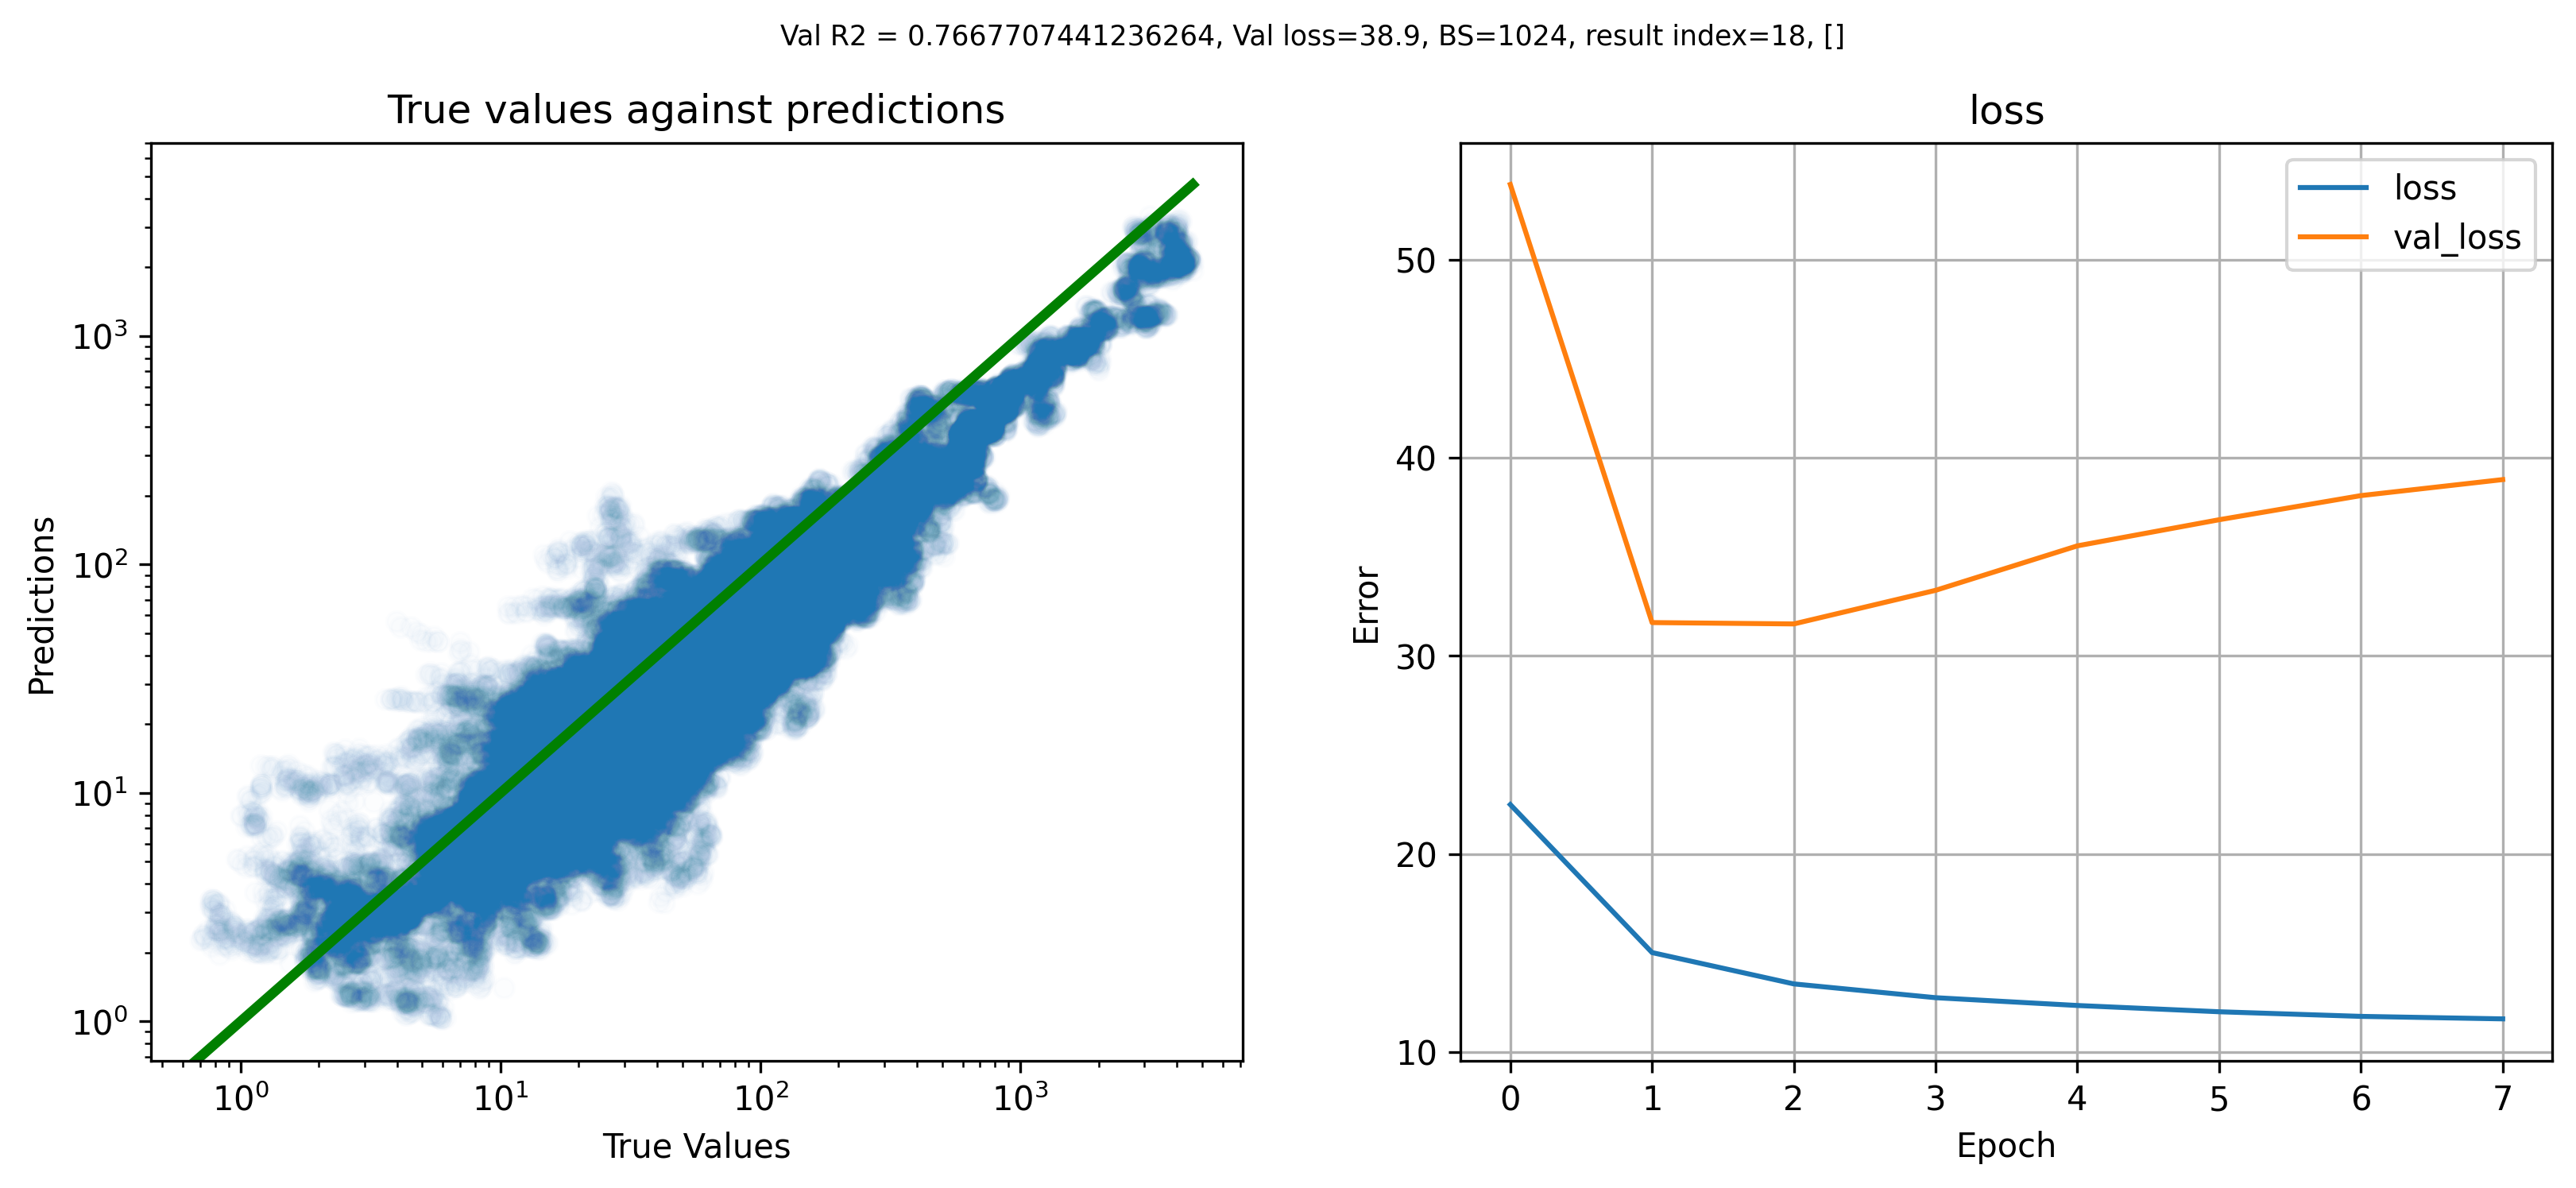 Val R2 = 0.7667707441236264, Val loss=38.9, BS=1024, result index=18, []
True values against predictions
Predictions
10³
10²
10¹
10⁰
10⁰ 10¹ 10² 10³
True Values
loss
loss
val_loss
Error
50
40
30
20
10
0 1 2 3 4 5 6 7
Epoch